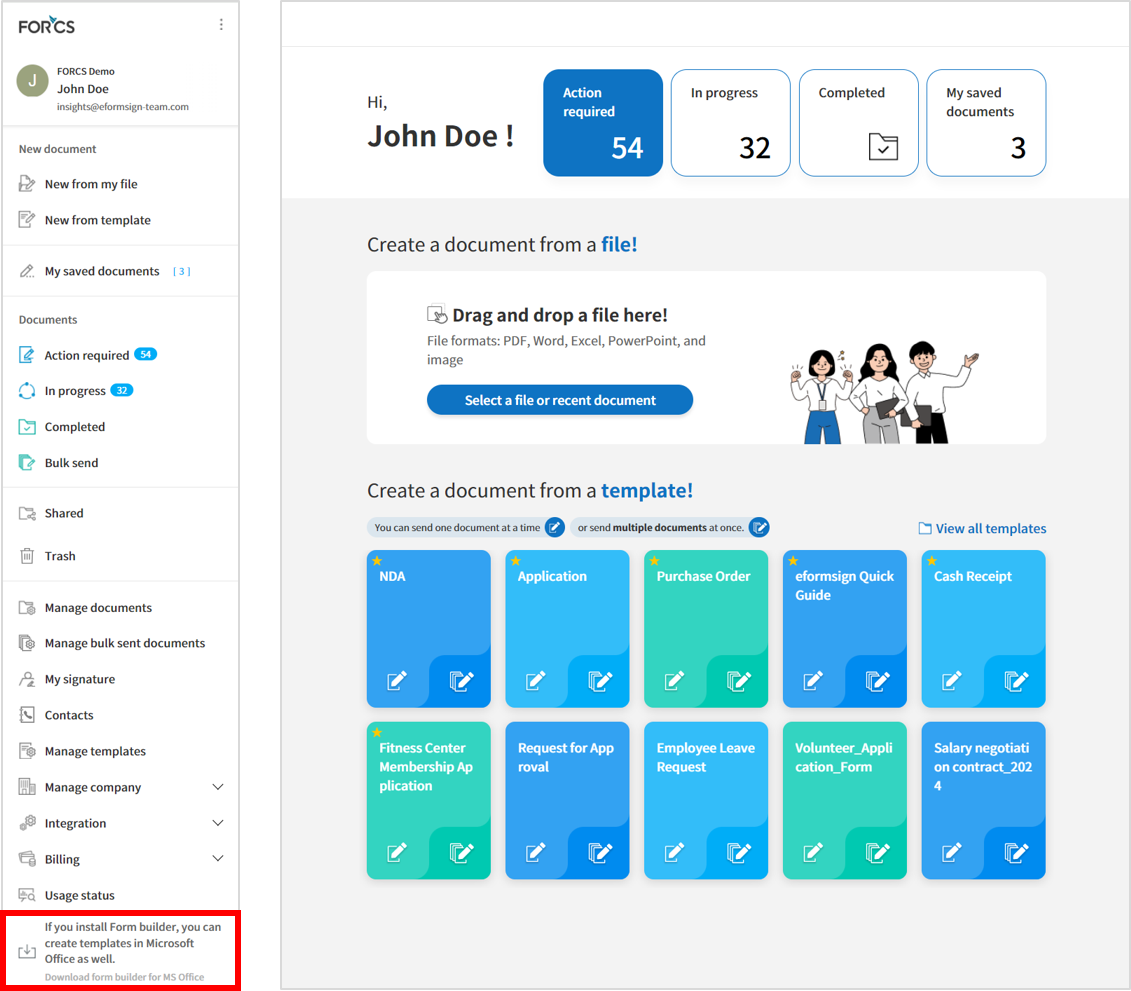 FORCS
J
FORCS Demo
John Doe
insights@eformsign-team.com
New document
New from my file
New from template
My saved documents [ 3 ]
Documents
Action required 54
In progress 32
Completed
Bulk send
Shared
Trash
Manage documents
Manage bulk sent documents
My signature
Contacts
Manage templates
Manage company
Integration
Billing
Usage status
If you install Form builder, you can
create templates in Microsoft
Office as well.
Download form builder for MS Office
Hi,
John Doe !
Action
required
54
In progress
32
Completed
My saved
documents
3
Create a document from a file!
Drag and drop a file here!
File formats: PDF, Word, Excel, PowerPoint, and
image
Select a file or recent document
Create a document from a template!
You can send one document at a time
or send multiple documents at once.
View all templates
NDA
Application
Purchase Order
eformsign Quick
Guide
Cash Receipt
Fitness Center
Membership Ap
plication
Request for App
roval
Employee Leave
Request
Volunteer_Appli
cation_Form
Salary negotiati
on contract_202
4